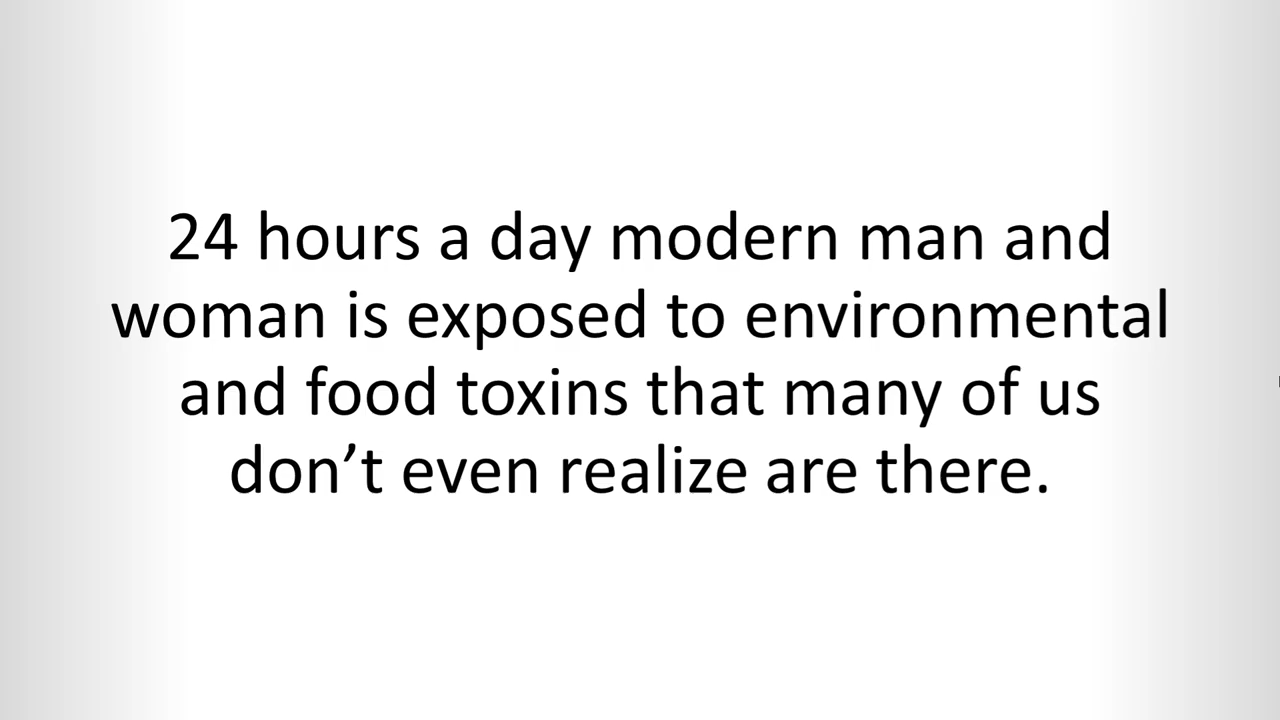 24 hours a day modern man and
woman is exposed to environmental
and food toxins that many of us
don’t even realize are there.